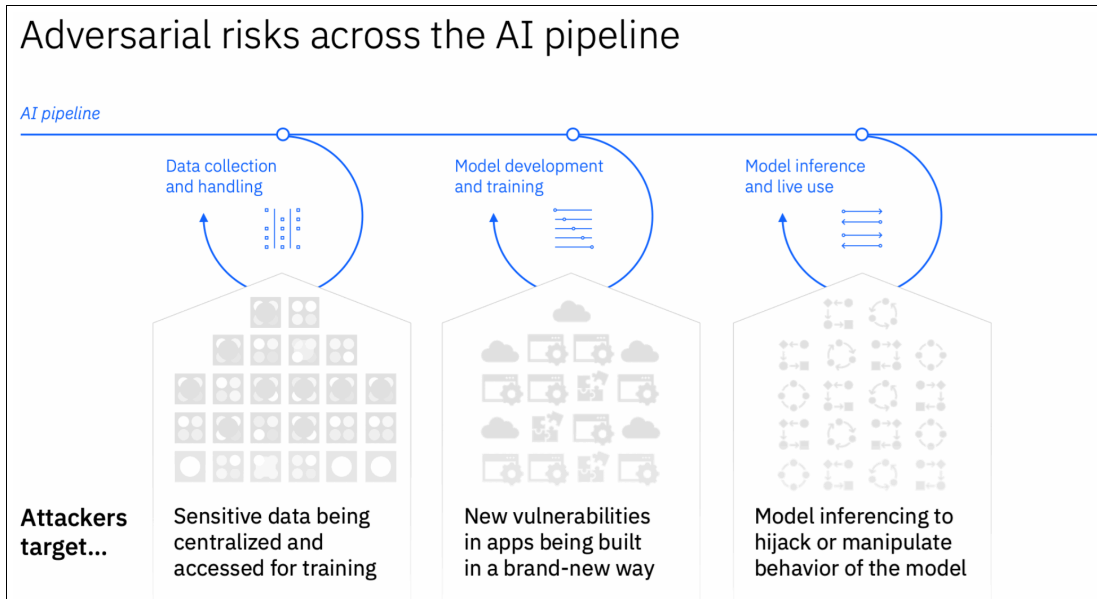 Adversarial risks across the AI pipeline
AI pipeline
Data collection
and handling
Model development
and training
Model inference
and live use
Attackers
target...
Sensitive data being
centralized and
accessed for training
New vulnerabilities
in apps being built
in a brand-new way
Model inferencing to
hijack or manipulate
behavior of the model